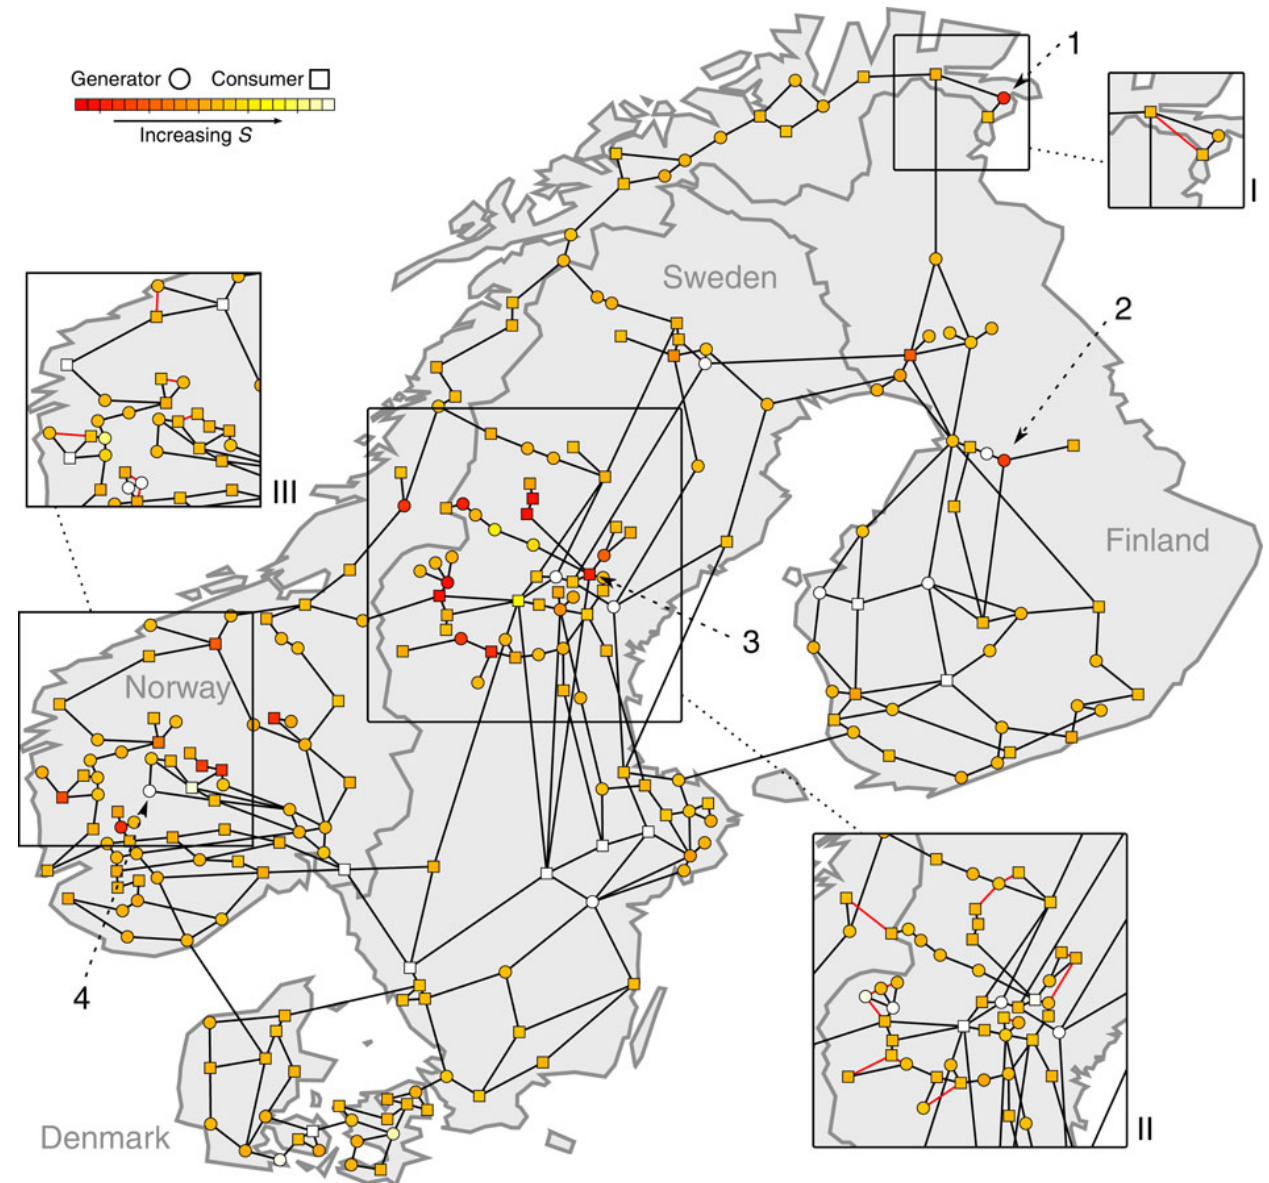 1
Generator Consumer
Increasing S
I
Sweden
2
III
Finland
3
Norway
4
Denmark
II